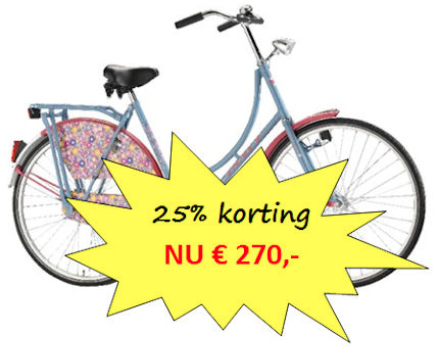 25% korting
NU € 270,-